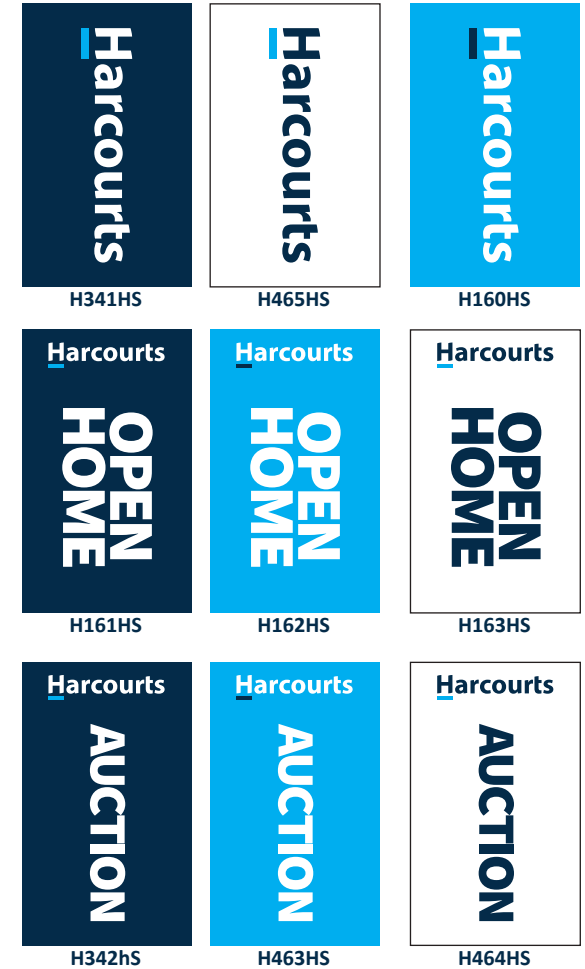 Harcourts
Harcourts
Harcourts
H341HS
H465HS
H160HS
Harcourts
OPEN
HOME
Harcourts
OPEN
HOME
Harcourts
OPEN
HOME
H161HS
H162HS
H163HS
Harcourts
AUCTION
Harcourts
AUCTION
Harcourts
AUCTION
H342hS
H463HS
H464HS